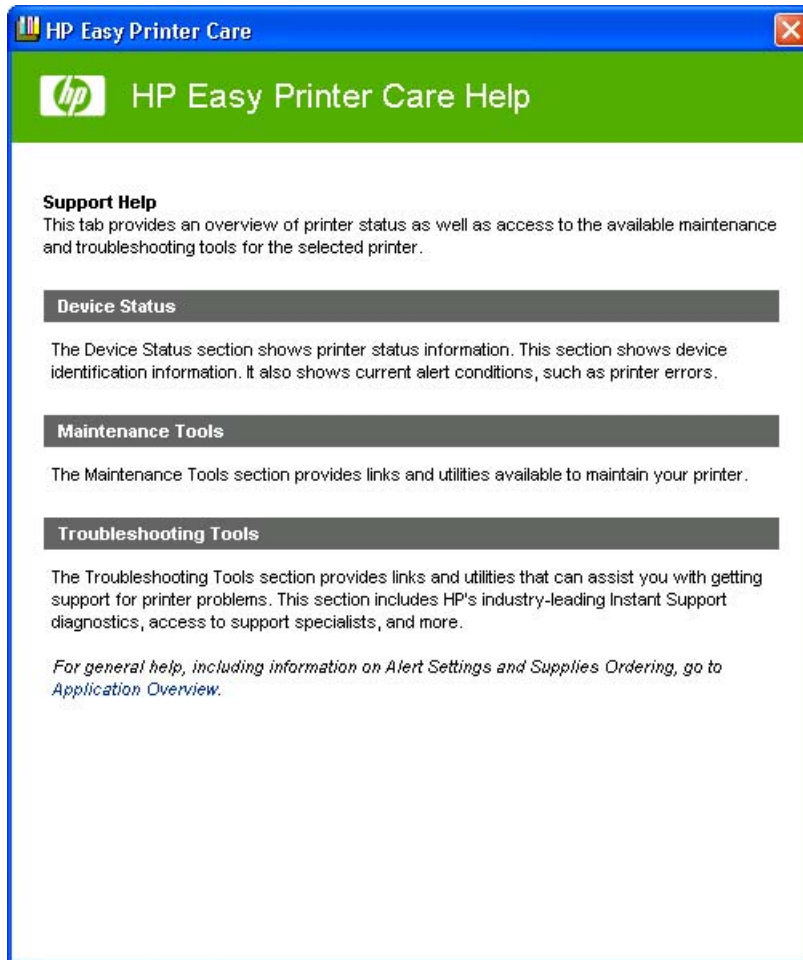 HP Easy Printer Care
hp HP Easy Printer Care Help
Support Help
This tab provides an overview of printer status as well as access to the available maintenance
and troubleshooting tools for the selected printer.
Device Status
The Device Status section shows printer status information. This section shows device
identification information. It also shows current alert conditions, such as printer errors.
Maintenance Tools
The Maintenance Tools section provides links and utilities available to maintain your printer.
Troubleshooting Tools
The Troubleshooting Tools section provides links and utilities that can assist you with getting
support for printer problems. This section includes HP's industry-leading Instant Support
diagnostics, access to support specialists, and more.
For general help, including information on Alert Settings and Supplies Ordering, go to
Application Overview.